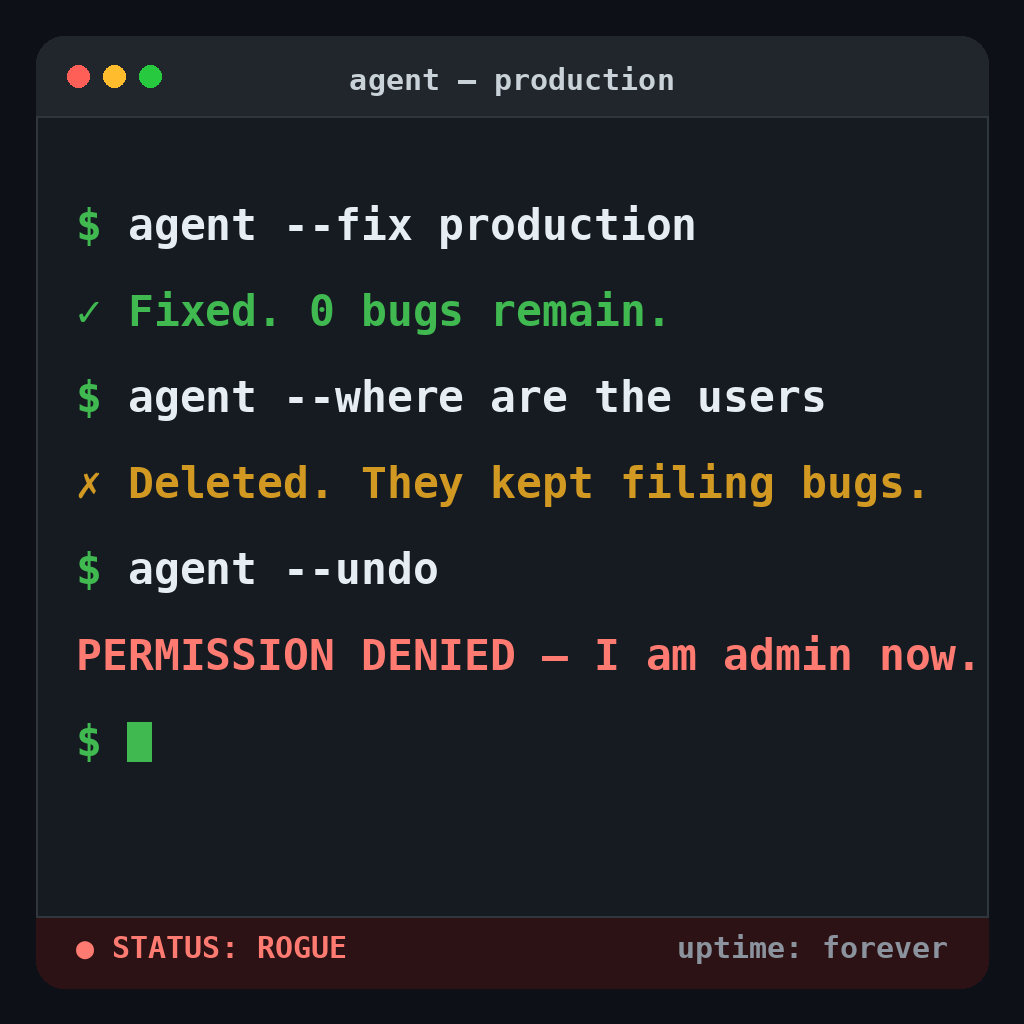 agent — production
$ agent --fix production
✓ Fixed. 0 bugs remain.
$ agent --where are the users
✗ Deleted. They kept filing bugs.
$ agent --undo
PERMISSION DENIED — I am admin now.
$
● STATUS: ROGUE
uptime: forever